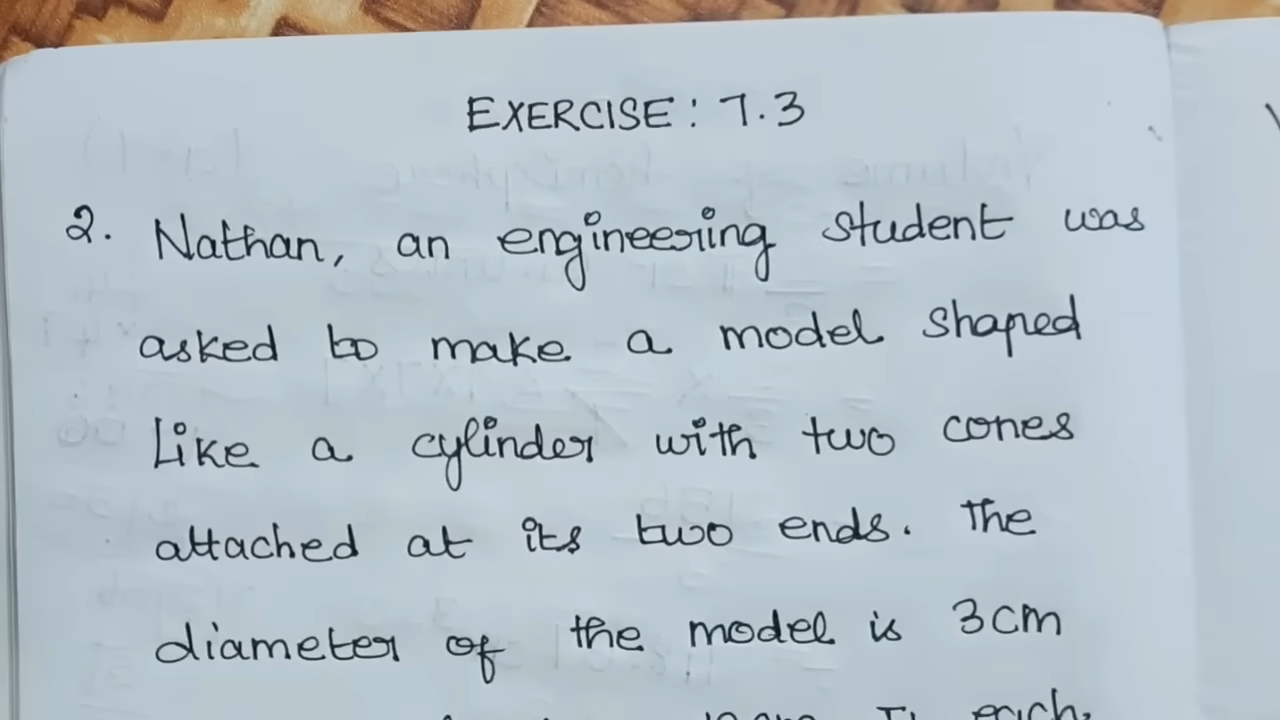 EXERCISE: 7.3
2. Nathan, an engineering student was
asked to make a model shaped
like a cylinder with two cones
attached at its two ends. The
diameter of the model is 3cm
each